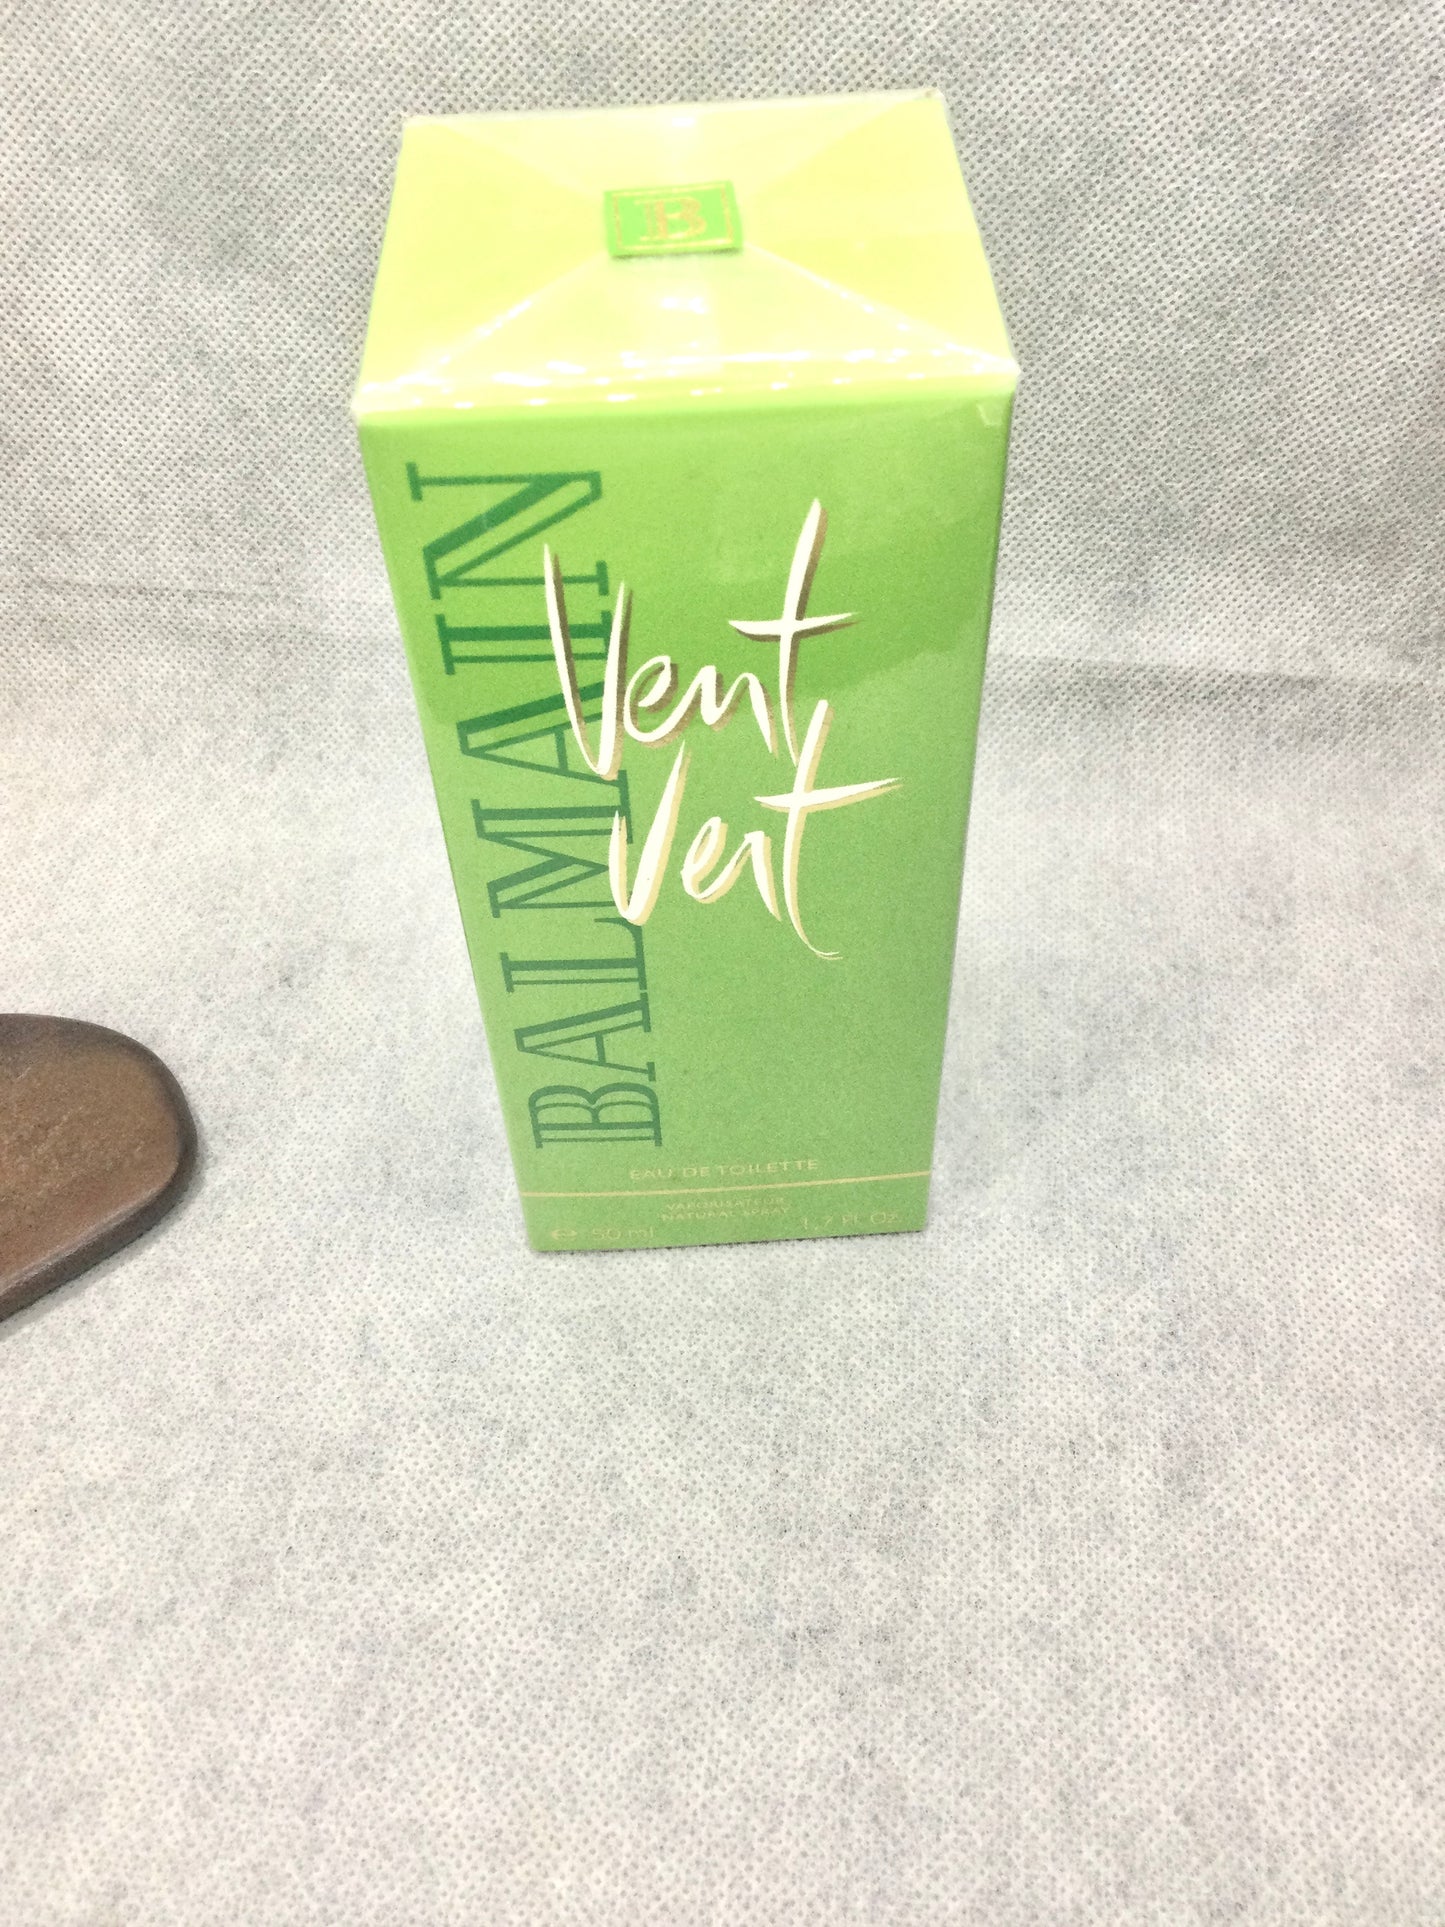 B
BALMAIN
Vent
Vert
EAU DE TOILETTE
VAPORISATEUR
NATURAL SPRAY
50 ml 1.7 Fl. Oz